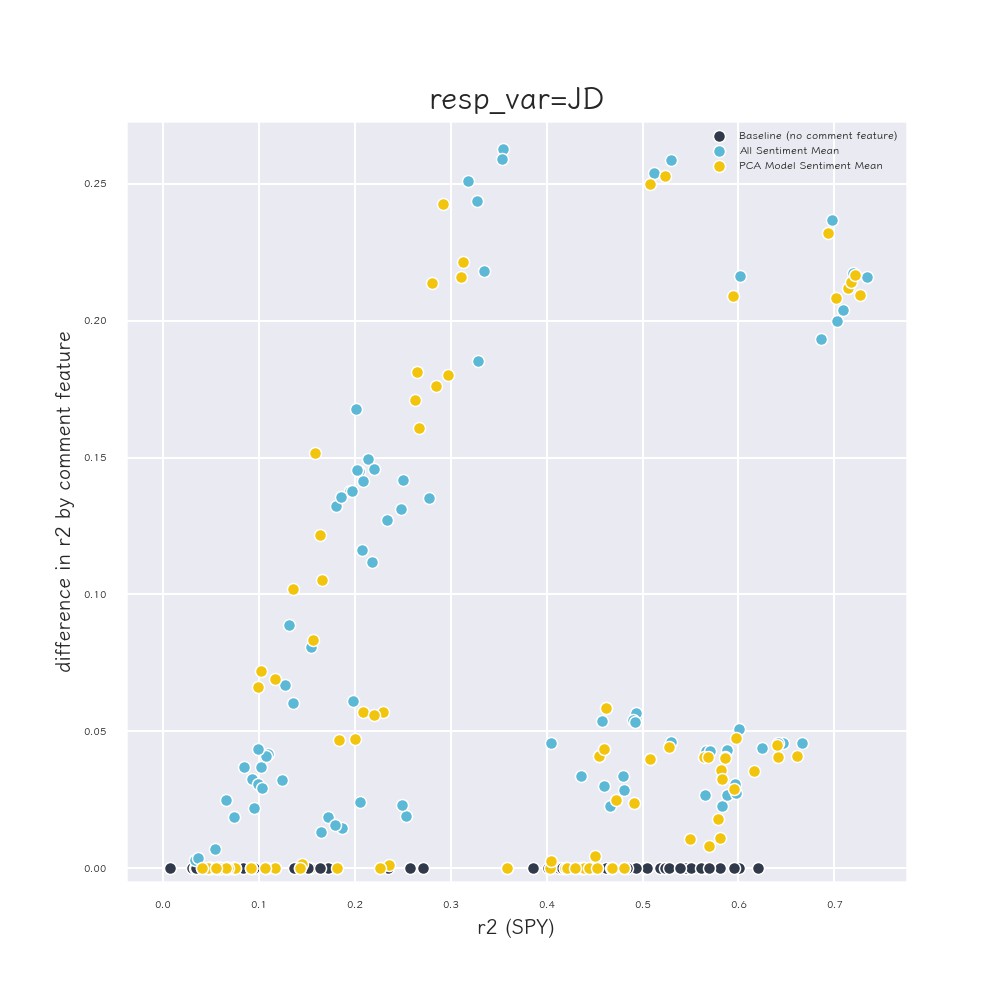 resp_var=JD
Baseline (no comment feature)
All Sentiment Mean
PCA Model Sentiment Mean
difference in r2 by comment feature
0.25
0.20
0.15
0.10
0.05
0.00
0.0 0.1 0.2 0.3 0.4 0.5 0.6 0.7
r2 (SPY)